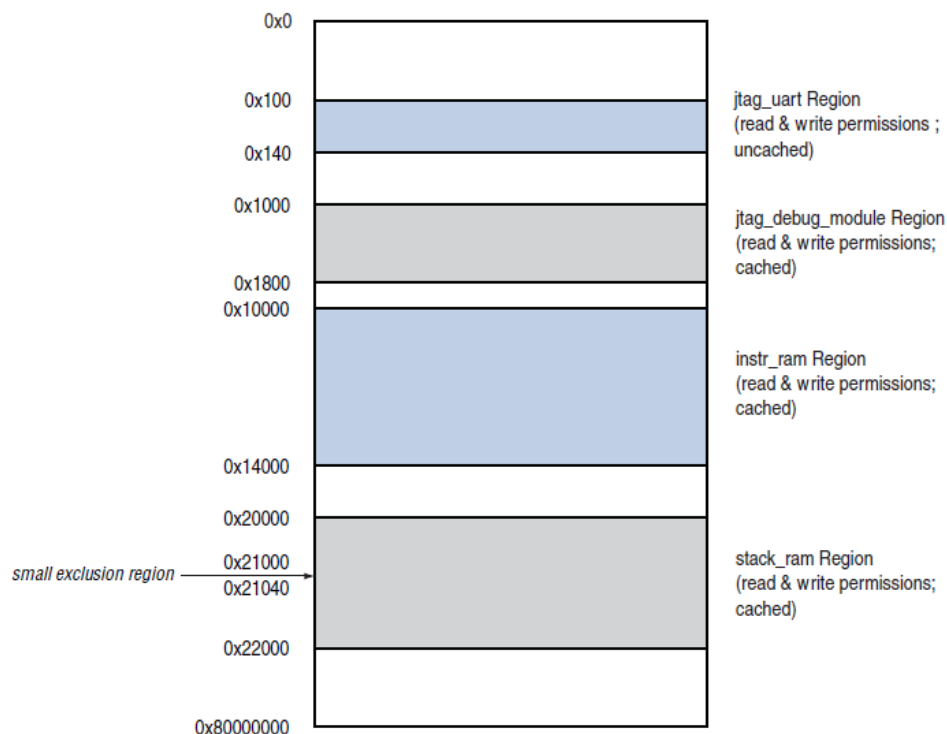 0x0
0x100
jtag_uart Region
(read & write permissions ;
uncached)
0x140
0x1000
jtag_debug_module Region
(read & write permissions;
cached)
0x1800
0x10000
instr_ram Region
(read & write permissions;
cached)
0x14000
0x20000
small exclusion region
0x21000
0x21040
stack_ram Region
(read & write permissions;
cached)
0x22000
0x80000000